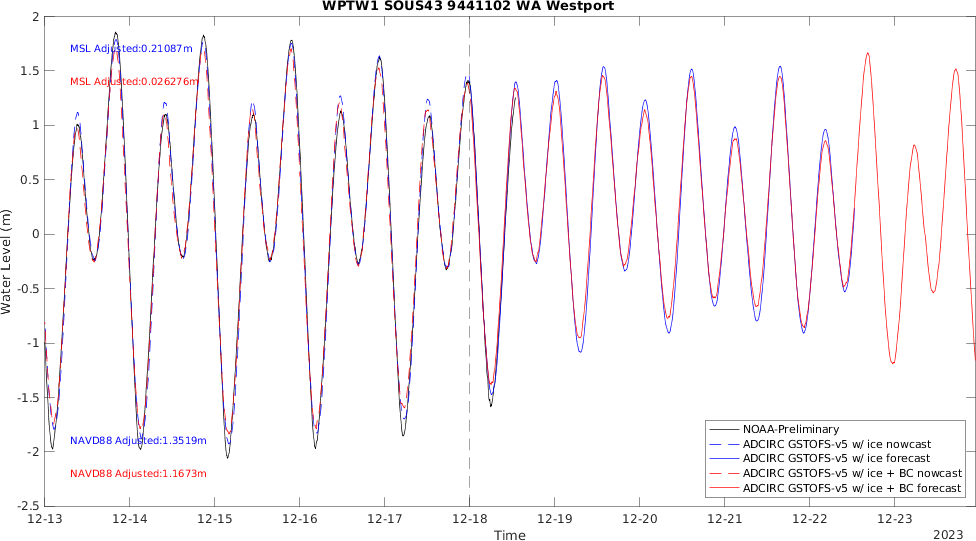 WPTW1 SOUS43 9441102 WA Westport
2
1.5
1
0.5
0
-0.5
-1
-1.5
-2
-2.5
Water Level (m)
MSL Adjusted:0.21087m
MSL Adjusted:0.026276m
NAVD88 Adjusted:1.3519m
NAVD88 Adjusted:1.1673m
NOAA-Preliminary
ADCIRC GSTOFS-v5 w/ ice nowcast
ADCIRC GSTOFS-v5 w/ ice forecast
ADCIRC GSTOFS-v5 w/ ice + BC nowcast
ADCIRC GSTOFS-v5 w/ ice + BC forecast
12-13 12-14 12-15 12-16 12-17 12-18 12-19 12-20 12-21 12-22 12-23
Time
2023